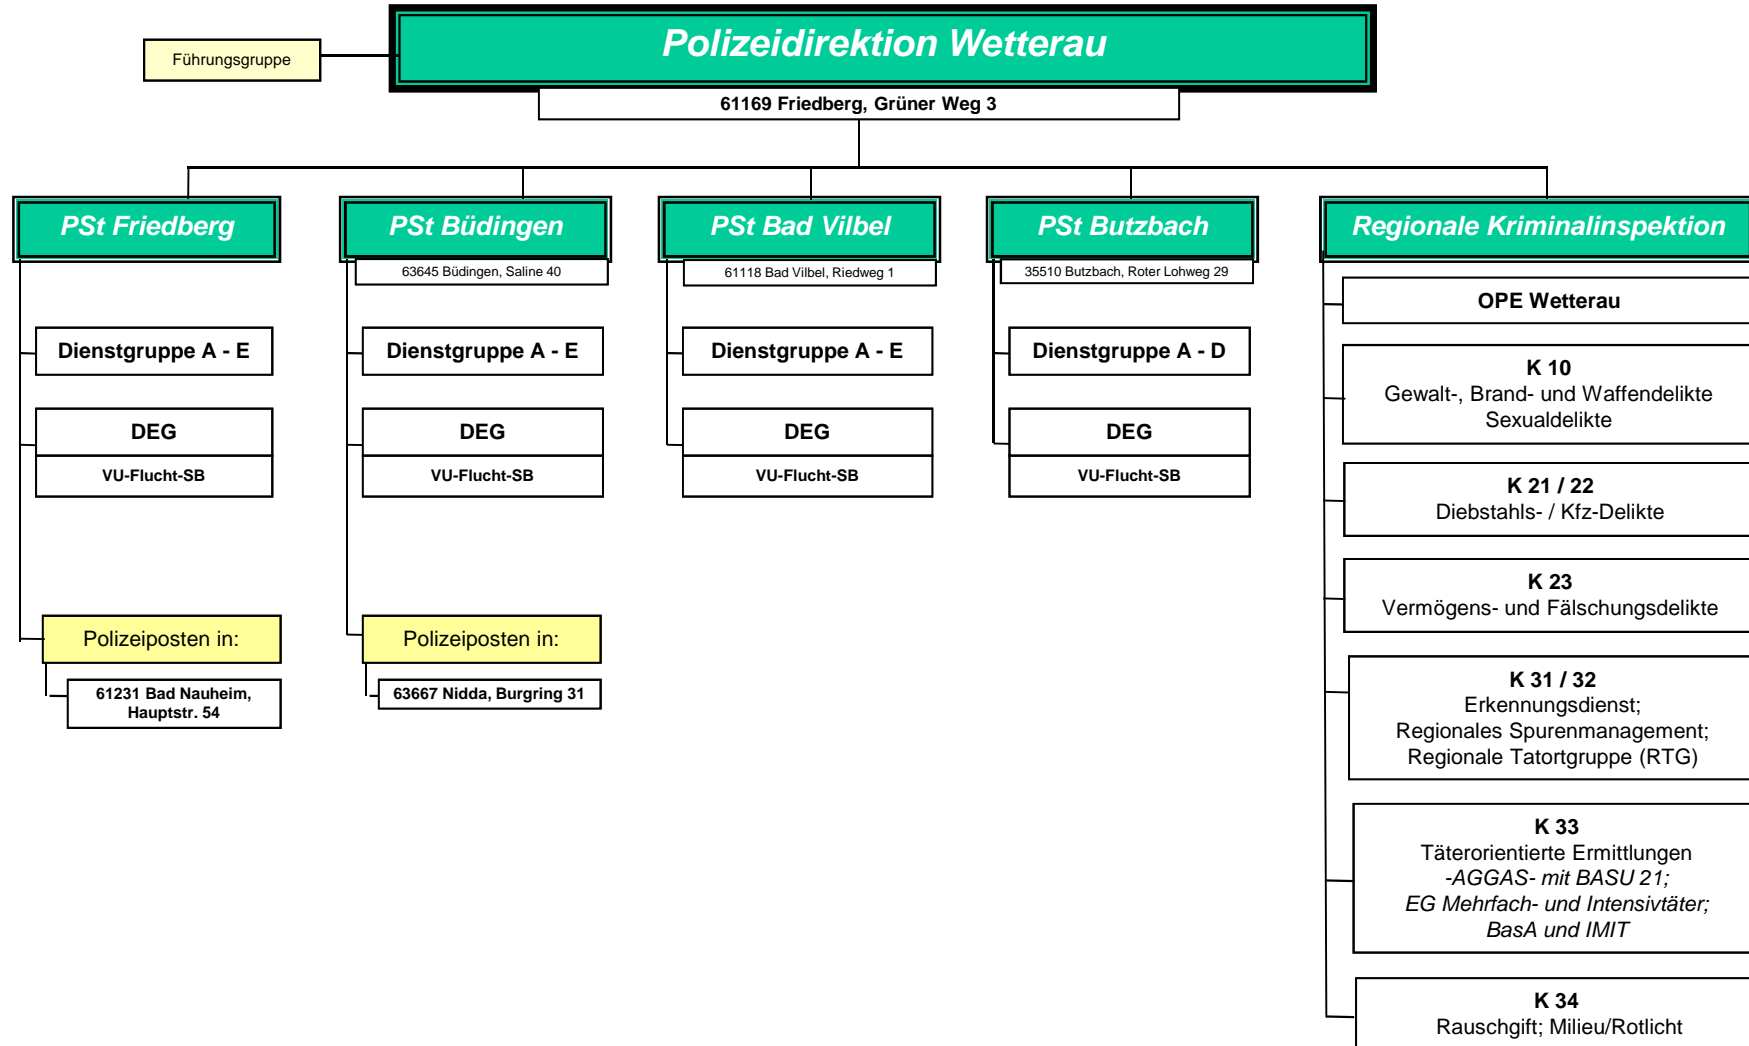 Polizeidirektion Wetterau
Führungsgruppe
61169 Friedberg, Grüner Weg 3
PSt Friedberg
Dienstgruppe A - E
DEG
VU-Flucht-SB
Polizeiposten in:
61231 Bad Nauheim,
Hauptstr. 54
PSt Büdingen
63645 Büdingen, Saline 40
Dienstgruppe A - E
DEG
VU-Flucht-SB
Polizeiposten in:
63667 Nidda, Burgring 31
PSt Bad Vilbel
61118 Bad Vilbel, Riedweg 1
Dienstgruppe A - E
DEG
VU-Flucht-SB
PSt Butzbach
35510 Butzbach, Roter Lohweg 29
Dienstgruppe A - D
DEG
VU-Flucht-SB
Regionale Kriminalinspektion
OPE Wetterau
K 10
Gewalt-, Brand- und Waffendelikte
Sexualdelikte
K 21 / 22
Diebstahls- / Kfz-Delikte
K 23
Vermögens- und Fälschungsdelikte
K 31 / 32
Erkennungsdienst;
Regionales Spurenmanagement;
Regionale Tatortgruppe (RTG)
K 33
Täterorientierte Ermittlungen
-AGGAS- mit BASU 21;
EG Mehrfach- und Intensivtäter;
BasA und IMIT
K 34
Rauschgift; Milieu/Rotlicht